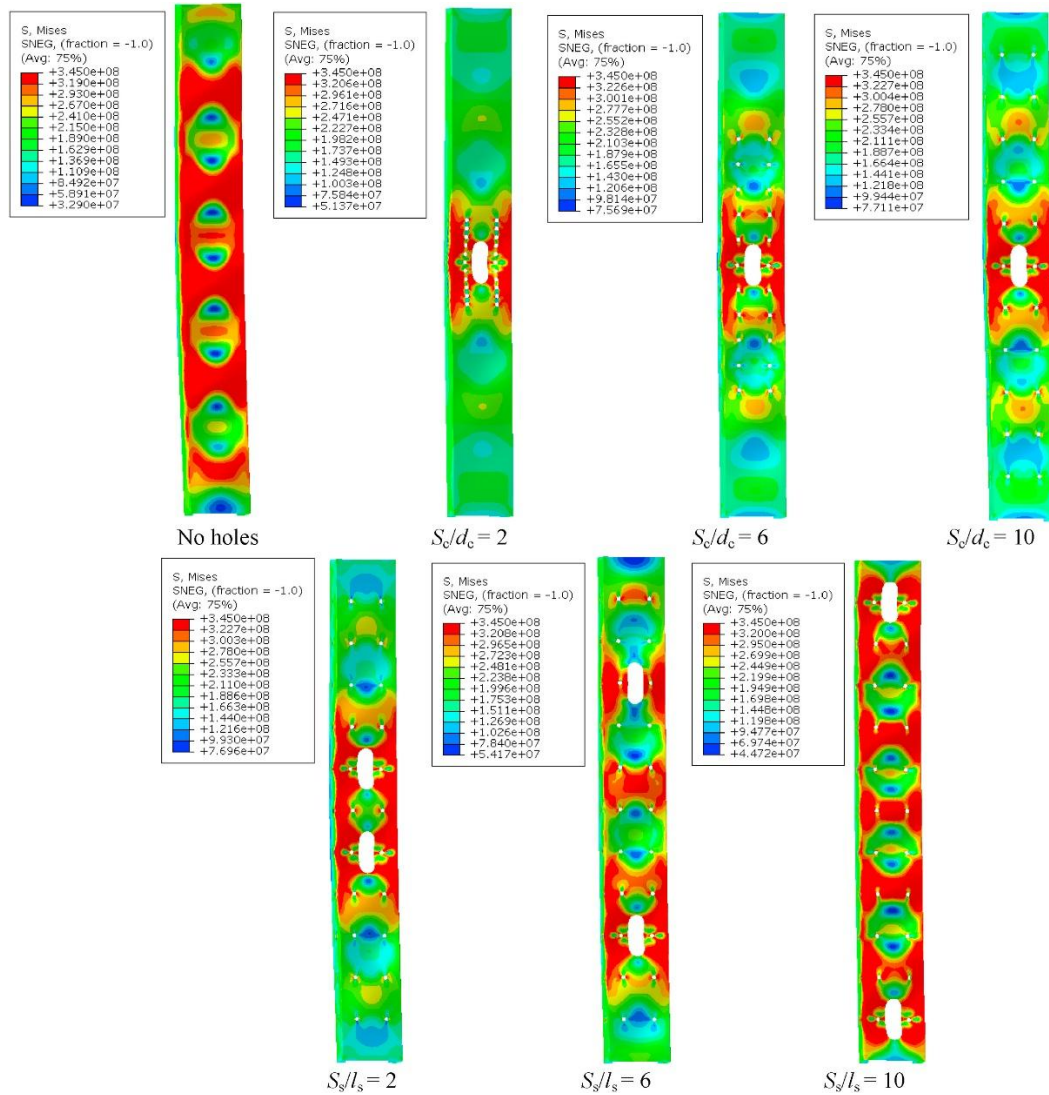 S, Mises
SNEG, (fraction = -1.0)
(Avg: 75%)
+3.450e+08
+3.190e+08
+2.930e+08
+2.670e+08
+2.410e+08
+2.150e+08
+1.890e+08
+1.629e+08
+1.369e+08
+1.109e+08
+8.492e+07
+5.891e+07
+3.290e+07
No holes
S, Mises
SNEG, (fraction = -1.0)
(Avg: 75%)
+3.450e+08
+3.206e+08
+2.961e+08
+2.716e+08
+2.471e+08
+2.227e+08
+1.982e+08
+1.737e+08
+1.493e+08
+1.248e+08
+1.003e+08
+7.584e+07
+5.137e+07
S_c/d_c = 2
S, Mises
SNEG, (fraction = -1.0)
(Avg: 75%)
+3.450e+08
+3.226e+08
+3.001e+08
+2.777e+08
+2.552e+08
+2.328e+08
+2.103e+08
+1.879e+08
+1.655e+08
+1.430e+08
+1.206e+08
+9.814e+07
+7.569e+07
S_c/d_c = 6
S, Mises
SNEG, (fraction = -1.0)
(Avg: 75%)
+3.450e+08
+3.227e+08
+3.004e+08
+2.780e+08
+2.557e+08
+2.334e+08
+2.111e+08
+1.887e+08
+1.664e+08
+1.441e+08
+1.218e+08
+9.944e+07
+7.711e+07
S_c/d_c = 10
S, Mises
SNEG, (fraction = -1.0)
(Avg: 75%)
+3.450e+08
+3.227e+08
+3.003e+08
+2.780e+08
+2.557e+08
+2.333e+08
+2.110e+08
+1.886e+08
+1.663e+08
+1.440e+08
+1.216e+08
+9.930e+07
+7.696e+07
S_s/l_s = 2
S, Mises
SNEG, (fraction = -1.0)
(Avg: 75%)
+3.450e+08
+3.208e+08
+2.965e+08
+2.723e+08
+2.481e+08
+2.238e+08
+1.996e+08
+1.753e+08
+1.511e+08
+1.269e+08
+1.026e+08
+7.840e+07
+5.417e+07
S_s/l_s = 6
S, Mises
SNEG, (fraction = -1.0)
(Avg: 75%)
+3.450e+08
+3.200e+08
+2.950e+08
+2.699e+08
+2.449e+08
+2.199e+08
+1.949e+08
+1.698e+08
+1.448e+08
+1.198e+08
+9.477e+07
+6.974e+07
+4.472e+07
S_s/l_s = 10